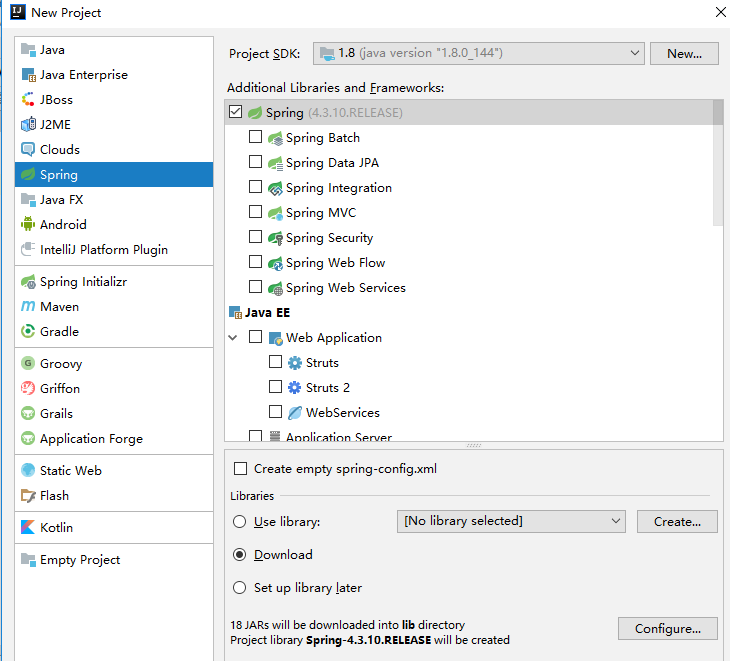 New Project
Java
Java Enterprise
JBoss
J2ME
Clouds
Spring
Java FX
Android
IntelliJ Platform Plugin
Spring Initializr
Maven
Gradle
Groovy
Griffon
Grails
Application Forge
Static Web
Flash
Kotlin
Empty Project
Project SDK: 1.8 (java version "1.8.0_144") New...
Additional Libraries and Frameworks:
Spring (4.3.10.RELEASE)
Spring Batch
Spring Data JPA
Spring Integration
Spring MVC
Spring Security
Spring Web Flow
Spring Web Services
Java EE
Web Application
Struts
Struts 2
WebServices
Application Server
Create empty spring-config.xml
Libraries
Use library: [No library selected] Create...
Download
Set up library later
18 JARs will be downloaded into lib directory
Project library Spring-4.3.10.RELEASE will be created
Configure...